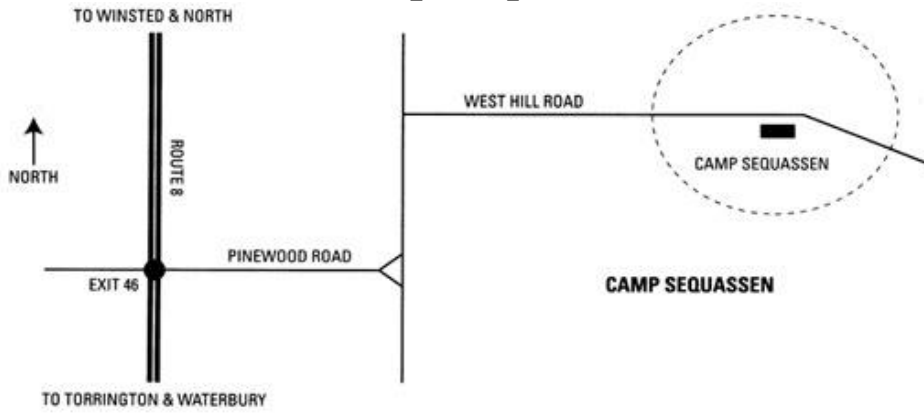 TO WINSTED & NORTH
WEST HILL ROAD
ROUTE 8
NORTH
CAMP SEQUASSEN
PINEWOOD ROAD
EXIT 46
CAMP SEQUASSEN
TO TORRINGTON & WATERBURY